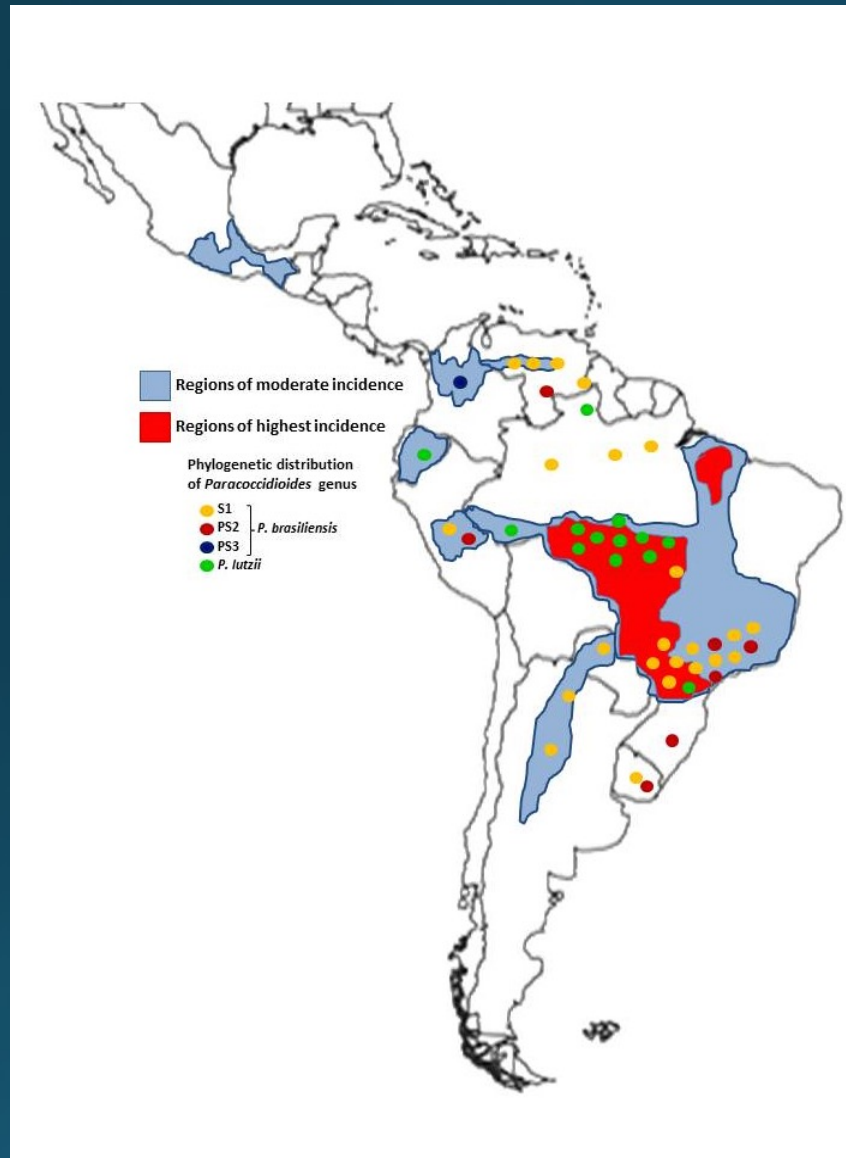 Regions of moderate incidence
Regions of highest incidence
Phylogenetic distribution
of Paracoccidioides genus
S1
PS2
P. brasiliensis
PS3
P. lutzii